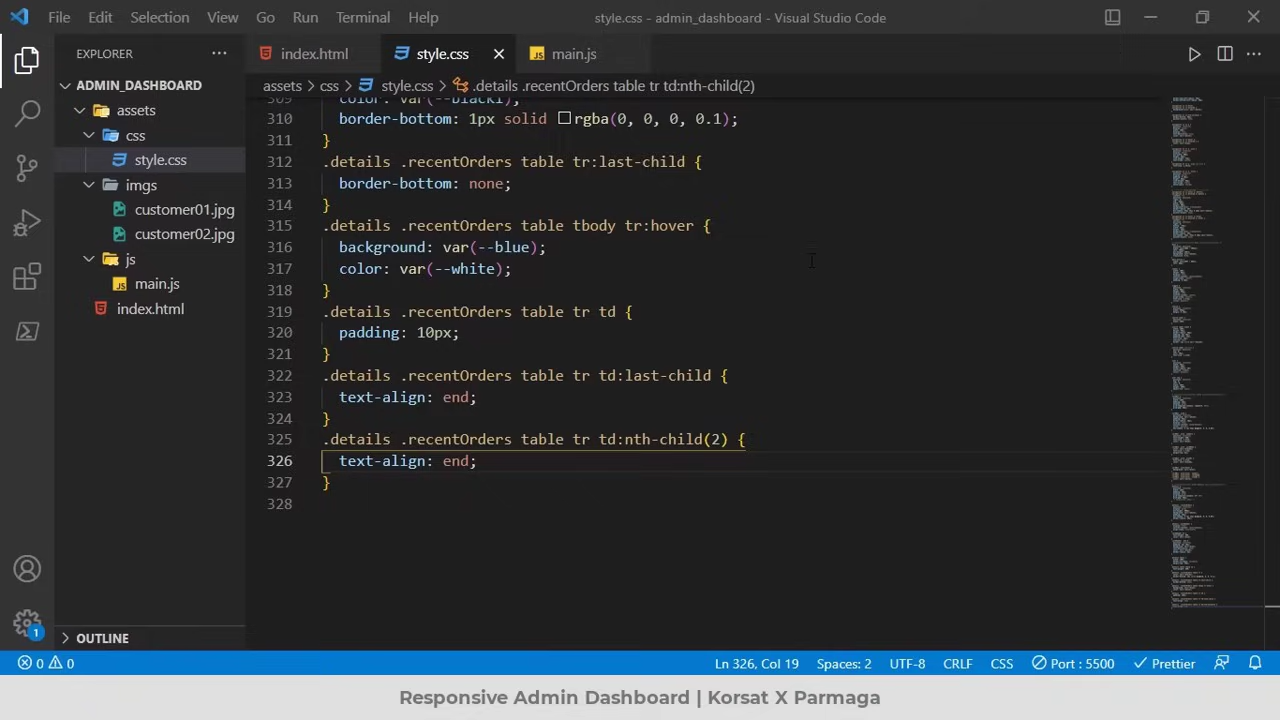 File Edit Selection View Go Run Terminal Help style.css - admin_dashboard - Visual Studio Code
EXPLORER
index.html style.css main.js
ADMIN_DASHBOARD
assets > css > style.css > .details .recentOrders table tr td:nth-child(2)
assets
css
style.css
imgs
customer01.jpg
customer02.jpg
js
main.js
index.html
309 color: var(--black1);
310 border-bottom: 1px solid rgba(0, 0, 0, 0.1);
311 }
312 .details .recentOrders table tr:last-child {
313 border-bottom: none;
314 }
315 .details .recentOrders table tbody tr:hover {
316 background: var(--blue);
317 color: var(--white);
318 }
319 .details .recentOrders table tr td {
320 padding: 10px;
321 }
322 .details .recentOrders table tr td:last-child {
323 text-align: end;
324 }
325 .details .recentOrders table tr td:nth-child(2) {
326 text-align: end;
327 }
328
1
OUTLINE
0 0 Ln 326, Col 19 Spaces: 2 UTF-8 CRLF CSS Port : 5500 Prettier
Responsive Admin Dashboard | Korsat X Parmaga